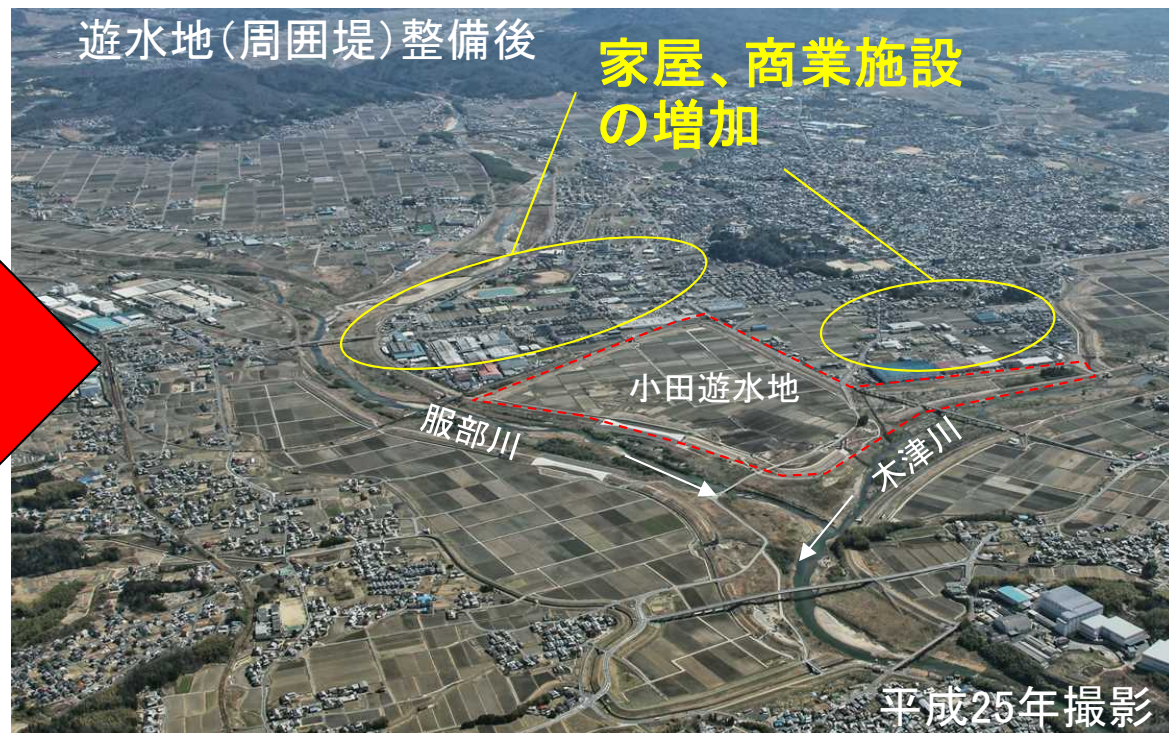 遊水地(周囲堤)整備後
家屋、商業施設
の増加
小田遊水地
服部川
木津川
平成25年撮影